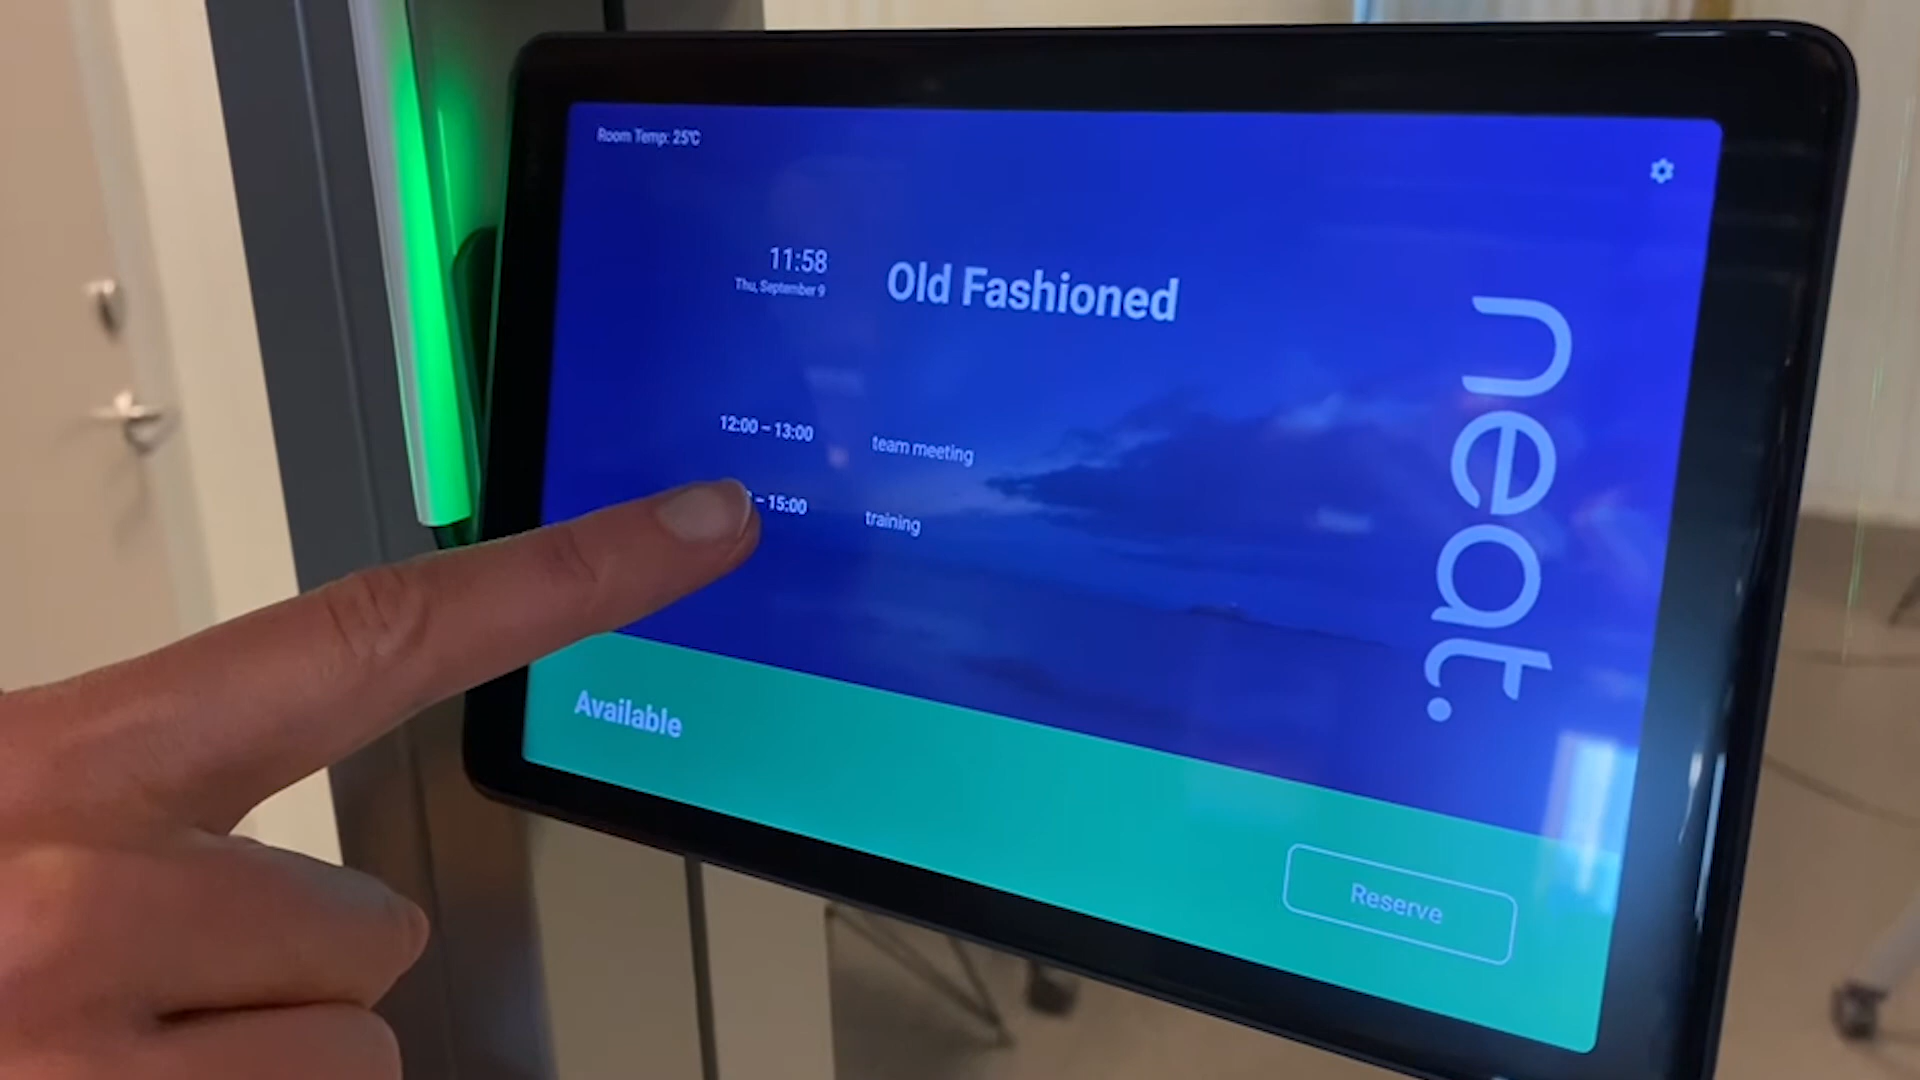 Room Temp: 25°C
11:58
Thu, September 9
Old Fashioned
12:00 – 13:00 team meeting
– 15:00 training
neat.
Available
Reserve